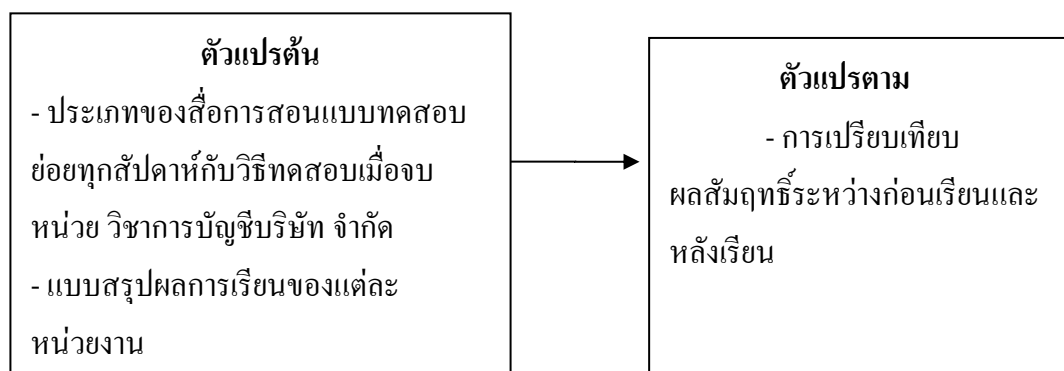 ตัวแปรต้น
- ประเภทของสื่อการสอนแบบทดสอบ
ย่อยทุกสัปดาห์กับวิธีทดสอบเมื่อจบ
หน่วย วิชาการบัญชีบริษัท จำกัด
- แบบสรุปผลการเรียนของแต่ละ
หน่วยงาน
ตัวแปรตาม
- การเปรียบเทียบ
ผลสัมฤทธิ์ระหว่างก่อนเรียนและ
หลังเรียน